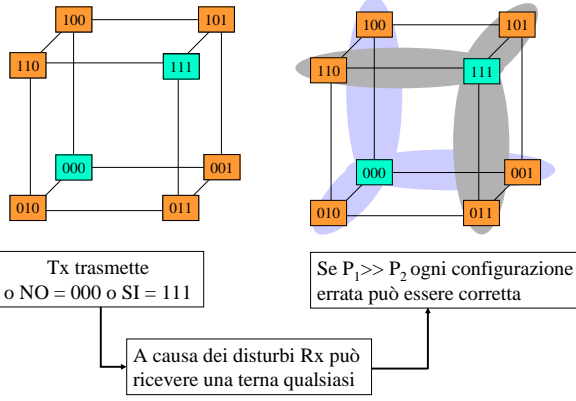 100 101
110 111
000 001
010 011
100 101
110 111
000 001
010 011
Tx trasmette
o NO = 000 o SI = 111
Se P1>> P2 ogni configurazione
errata può essere corretta
A causa dei disturbi Rx può
ricevere una terna qualsiasi